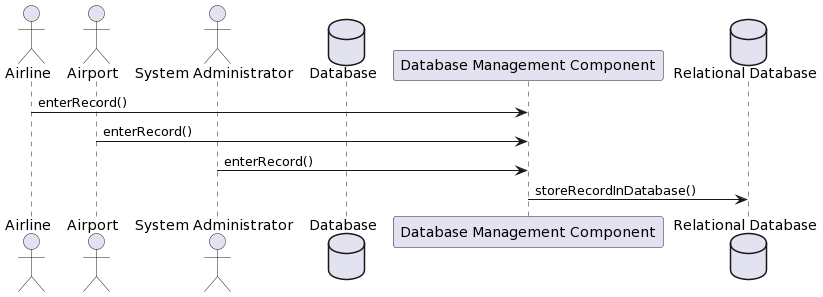 Airline Airport System Administrator Database Database Management Component Relational Database
enterRecord()
enterRecord()
enterRecord()
storeRecordInDatabase()
Airline Airport System Administrator Database Database Management Component Relational Database